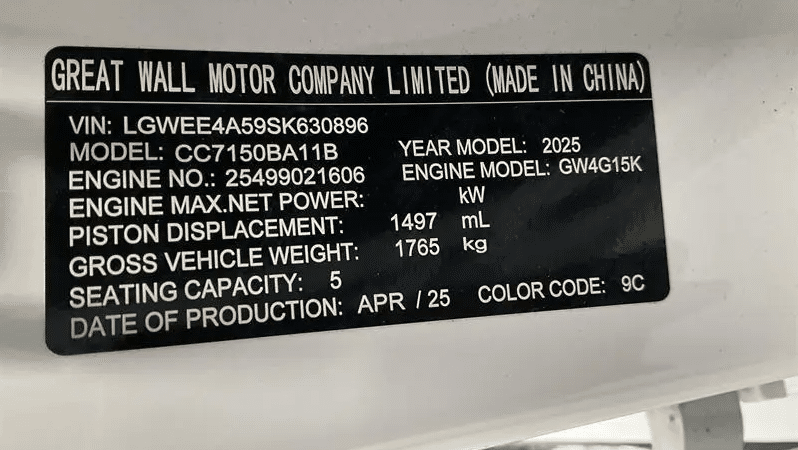 GREAT WALL MOTOR COMPANY LIMITED (MADE IN CHINA)
VIN: LGWEE4A59SK630896
MODEL: CC7150BA11B YEAR MODEL: 2025
ENGINE NO.: 25499021606 ENGINE MODEL: GW4G15K
ENGINE MAX.NET POWER: kW
PISTON DISPLACEMENT: 1497 mL
GROSS VEHICLE WEIGHT: 1765 kg
SEATING CAPACITY: 5
DATE OF PRODUCTION: APR / 25 COLOR CODE: 9C